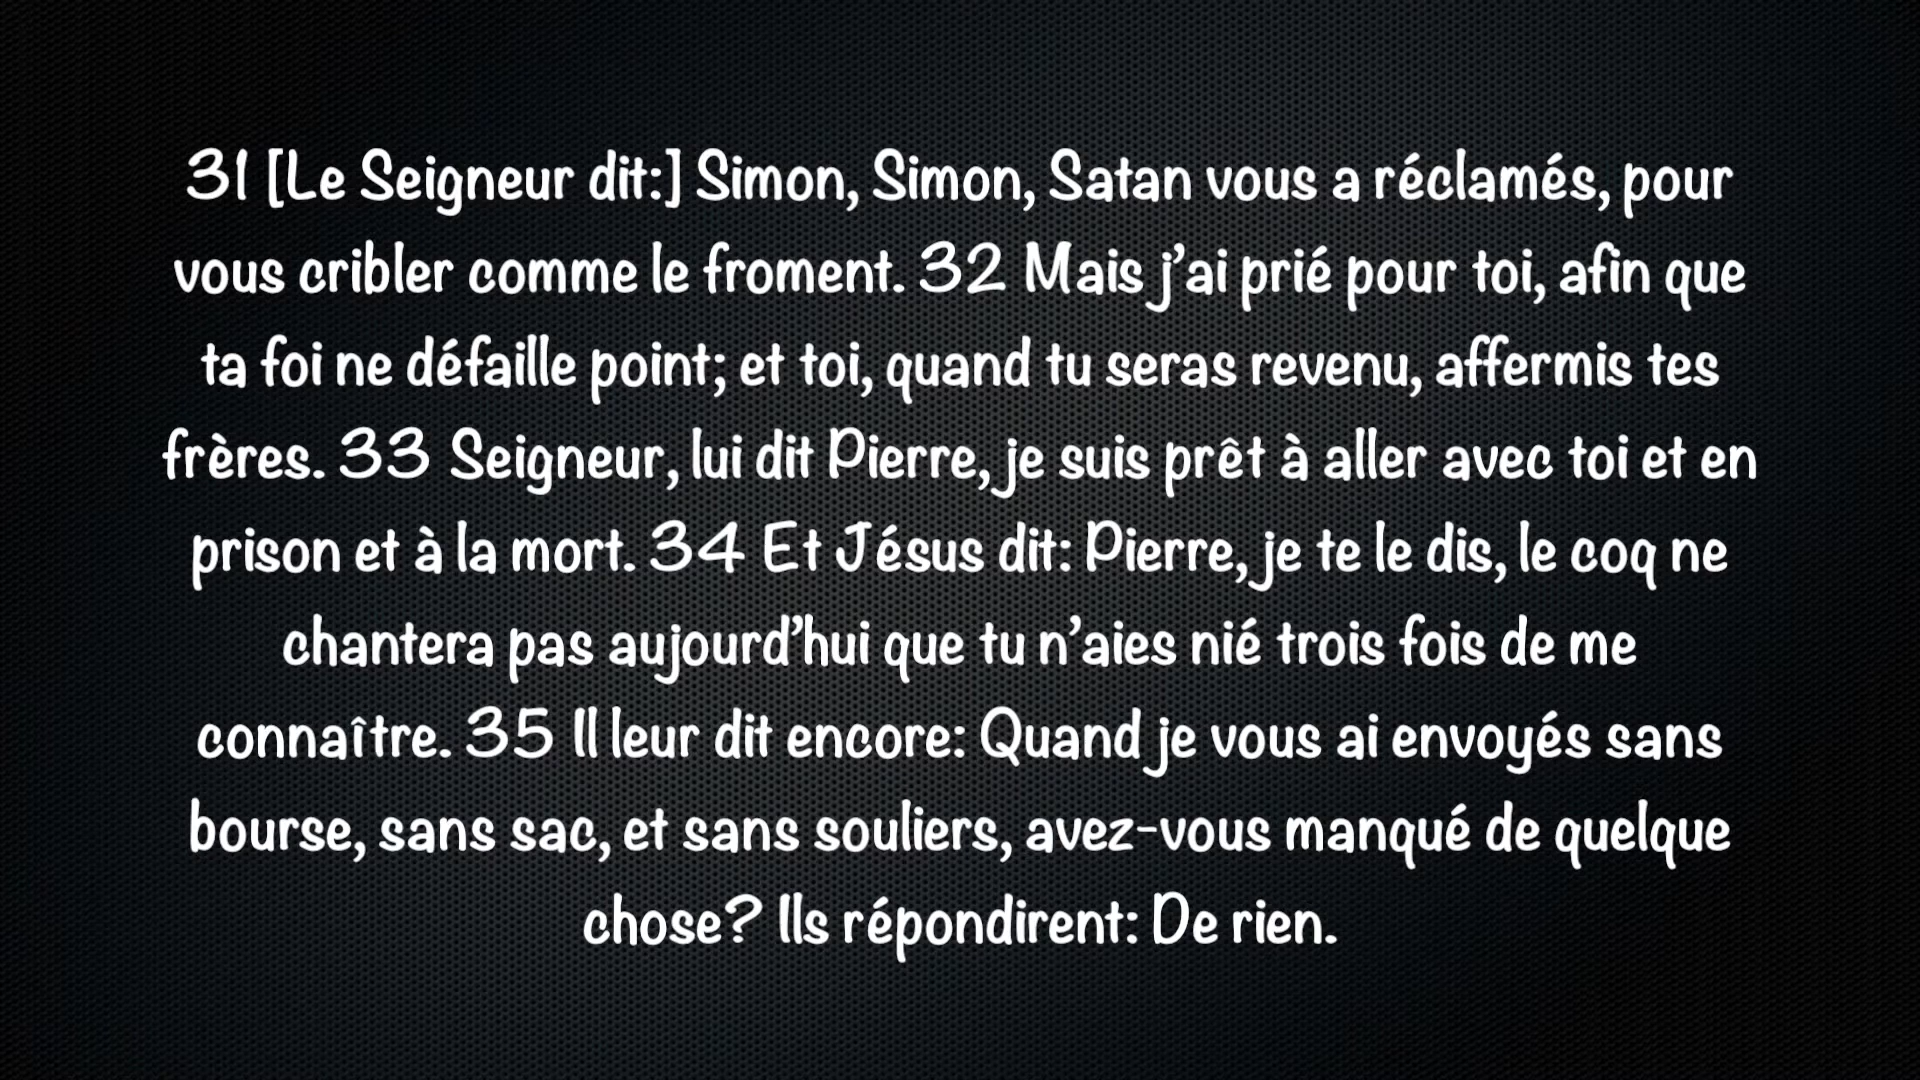 31 [Le Seigneur dit:] Simon, Simon, Satan vous a réclamés, pour
vous cribler comme le froment. 32 Mais j’ai prié pour toi, afin que
ta foi ne défaille point; et toi, quand tu seras revenu, affermis tes
frères. 33 Seigneur, lui dit Pierre, je suis prêt à aller avec toi et en
prison et à la mort. 34 Et Jésus dit: Pierre, je te le dis, le coq ne
chantera pas aujourd’hui que tu n’aies nié trois fois de me
connaître. 35 Il leur dit encore: Quand je vous ai envoyés sans
bourse, sans sac, et sans souliers, avez-vous manqué de quelque
chose? Ils répondirent: De rien.